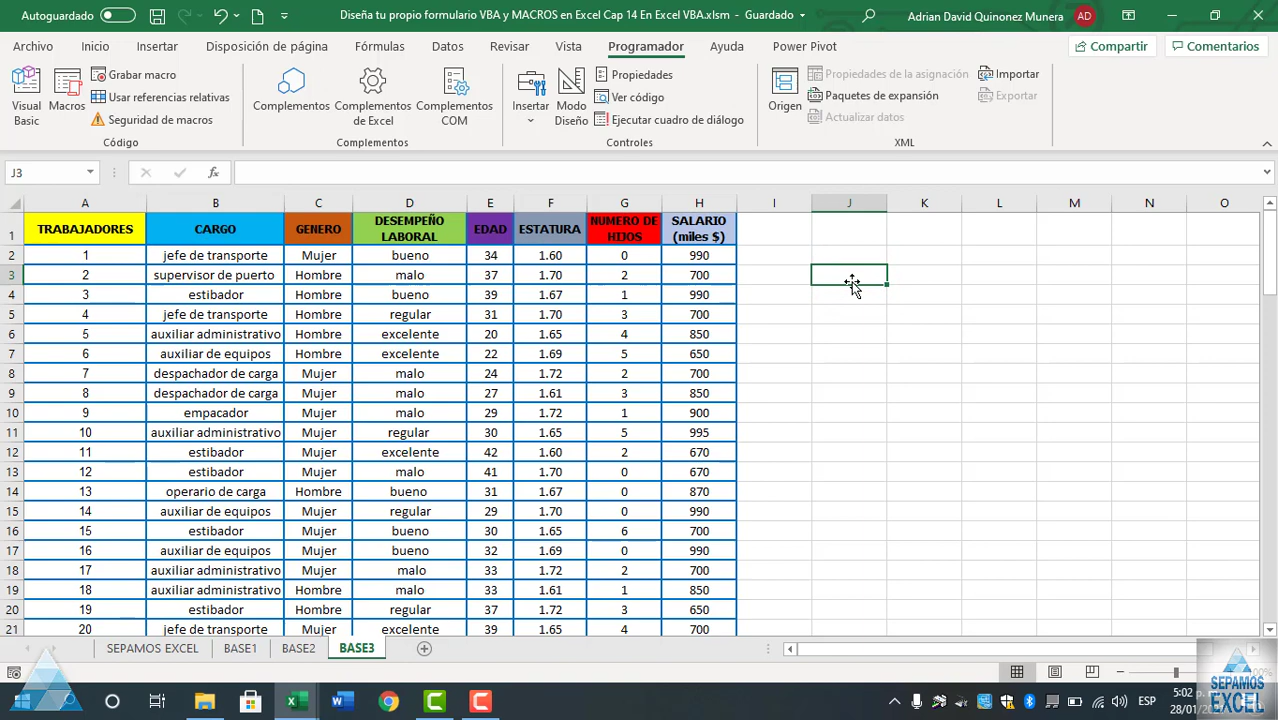 Autoguardado
Diseña tu propio formulario VBA y MACROS en Excel Cap 14 En Excel VBA.xlsm - Guardado
Adrian David Quinonez Munera AD
Archivo Inicio Insertar Disposición de página Fórmulas Datos Revisar Vista Programador Ayuda Power Pivot Compartir Comentarios
Visual Basic
Macros
Grabar macro
Usar referencias relativas
Seguridad de macros
Código
Complementos
Complementos de Excel
Complementos COM
Complementos
Insertar
Modo Diseño
Propiedades
Ver código
Ejecutar cuadro de diálogo
Controles
Origen
Propiedades de la asignación
Paquetes de expansión
Actualizar datos
Importar
Exportar
XML
J3 fx
A B C D E F G H I J K L M N O
1 TRABAJADORES CARGO GENERO DESEMPEÑO LABORAL EDAD ESTATURA NUMERO DE HIJOS SALARIO (miles $)
2 1 jefe de transporte Mujer bueno 34 1.60 0 990
3 2 supervisor de puerto Hombre malo 37 1.70 2 700
4 3 estibador Hombre bueno 39 1.67 1 990
5 4 jefe de transporte Hombre regular 31 1.70 3 700
6 5 auxiliar administrativo Hombre excelente 20 1.65 4 850
7 6 auxiliar de equipos Hombre excelente 22 1.69 5 650
8 7 despachador de carga Mujer malo 24 1.72 2 700
9 8 despachador de carga Mujer malo 27 1.61 3 850
10 9 empacador Mujer malo 29 1.72 1 900
11 10 auxiliar administrativo Mujer regular 30 1.65 5 995
12 11 estibador Mujer excelente 42 1.60 2 670
13 12 estibador Mujer malo 41 1.70 0 670
14 13 operario de carga Hombre bueno 31 1.67 0 870
15 14 auxiliar de equipos Mujer regular 29 1.70 0 990
16 15 estibador Mujer bueno 30 1.65 6 700
17 16 auxiliar de equipos Mujer bueno 32 1.69 0 990
18 17 auxiliar administrativo Mujer malo 33 1.72 2 700
19 18 auxiliar administrativo Hombre malo 33 1.61 1 850
20 19 estibador Hombre regular 37 1.72 3 650
21 20 jefe de transporte Mujer excelente 39 1.65 4 700
SEPAMOS EXCEL BASE1 BASE2 BASE3
SEPAMOS
EXCEL
ESP
5:02 p.
28/01/